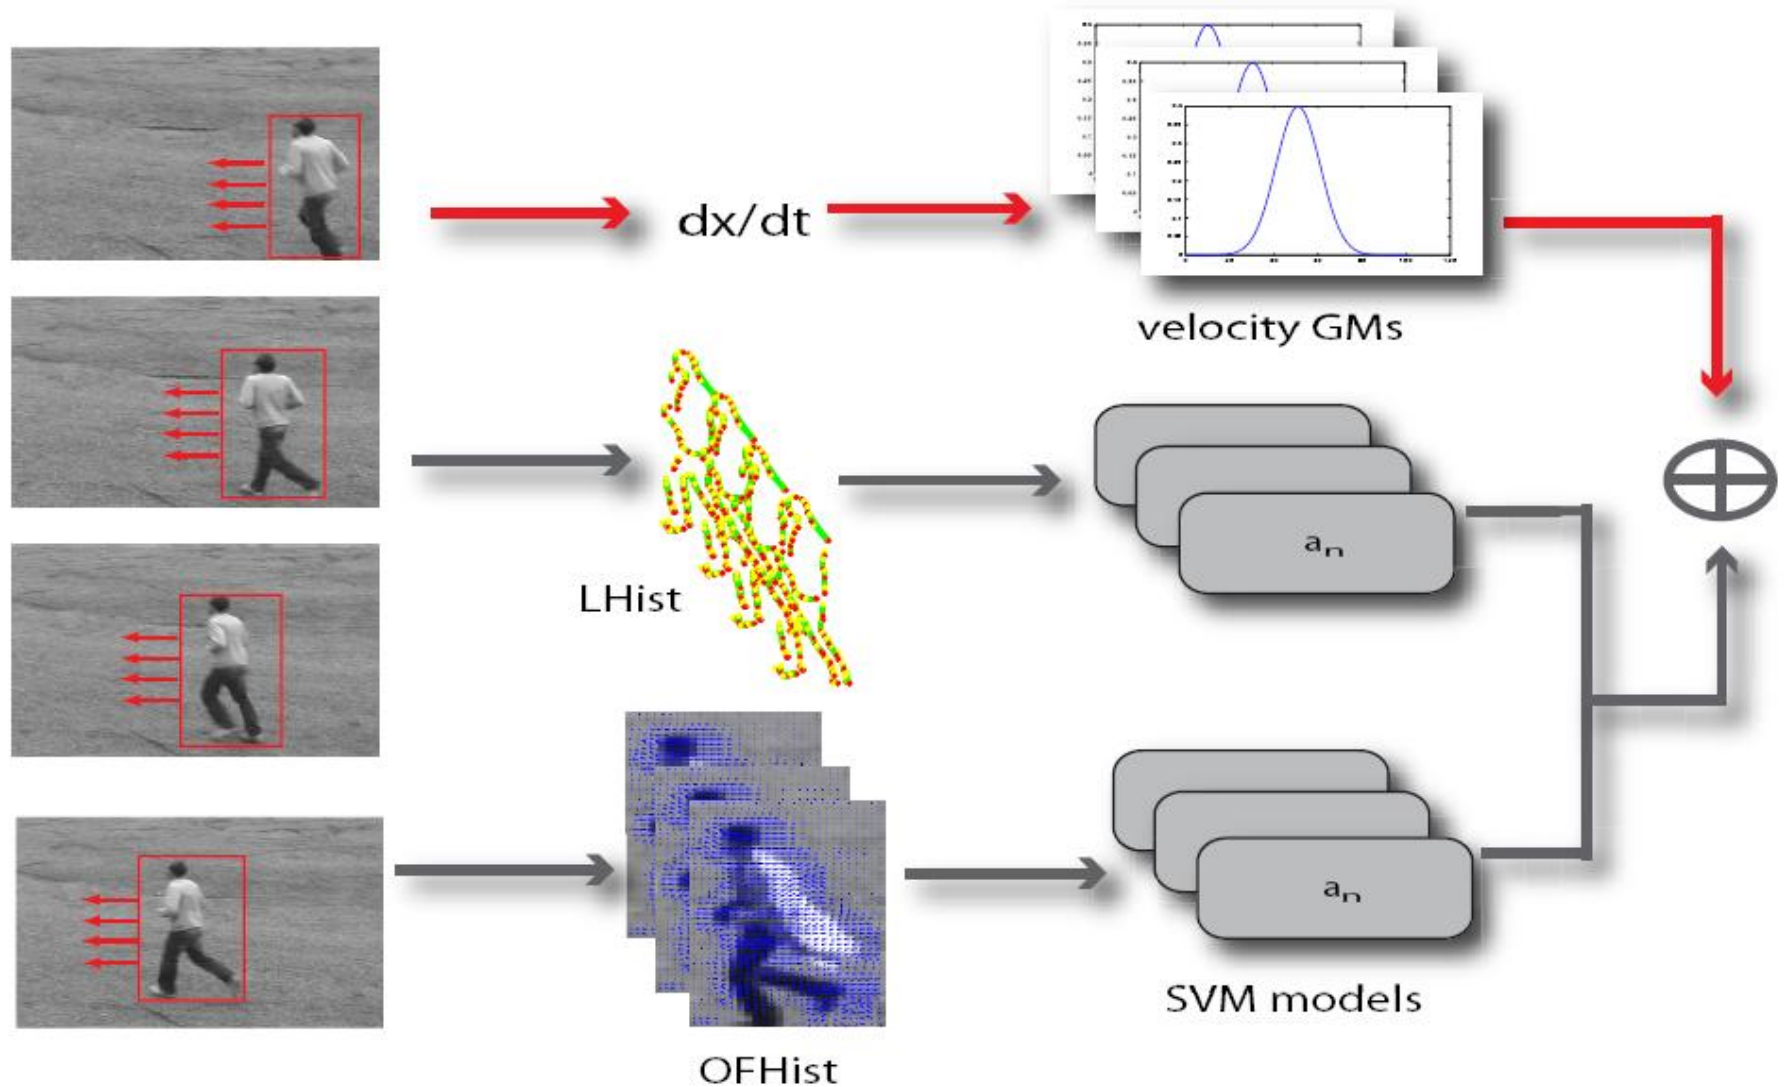 dx/dt
velocity GMs
LHist
aₙ
aₙ
SVM models
OFHist